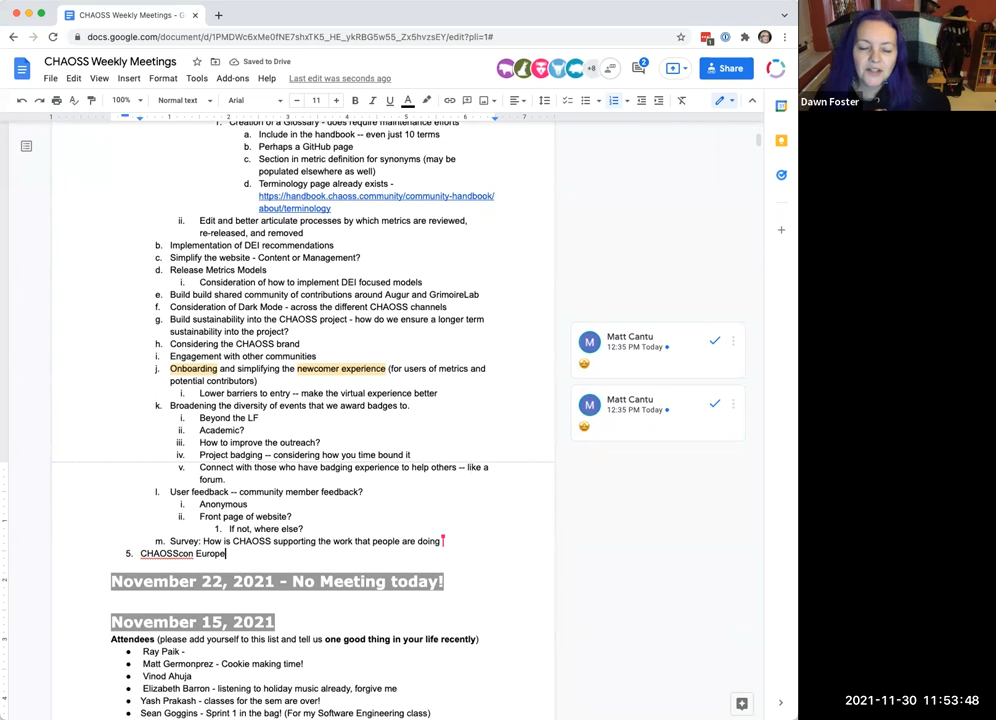 CHAOSS Weekly Meetings - G
docs.google.com/document/d/1PMDWc6xMe0fNE7shxTK5_HE_ykRBG5w55_Zx5hvzsEY/edit?pli=1#
CHAOSS Weekly Meetings
Saved to Drive
File Edit View Insert Format Tools Add-ons Help Last edit was seconds ago
+8
2
Share
100%
Normal text
Arial
11
Dawn Foster
1 1 2 3 4 5 6 7
1. Creation of a Glossary - does require maintenance efforts
a. Include in the handbook -- even just 10 terms
b. Perhaps a GitHub page
c. Section in metric definition for synonyms (may be
populated elsewhere as well)
d. Terminology page already exists -
https://handbook.chaoss.community/community-handbook/
about/terminology
ii. Edit and better articulate processes by which metrics are reviewed,
re-released, and removed
b. Implementation of DEI recommendations
c. Simplify the website - Content or Management?
d. Release Metrics Models
i. Consideration of how to implement DEI focused models
e. Build build shared community of contributions around Augur and GrimoireLab
f. Consideration of Dark Mode - across the different CHAOSS channels
g. Build sustainability into the CHAOSS project - how do we ensure a longer term
sustainability into the project?
h. Considering the CHAOSS brand
i. Engagement with other communities
j. Onboarding and simplifying the newcomer experience (for users of metrics and
potential contributors)
i. Lower barriers to entry -- make the virtual experience better
k. Broadening the diversity of events that we award badges to.
i. Beyond the LF
ii. Academic?
iii. How to improve the outreach?
iv. Project badging -- considering how you time bound it
v. Connect with those who have badging experience to help others -- like a
forum.
l. User feedback -- community member feedback?
i. Anonymous
ii. Front page of website?
1. If not, where else?
m. Survey: How is CHAOSS supporting the work that people are doing
5. CHAOSScon Europe
November 22, 2021 - No Meeting today!
November 15, 2021
Attendees (please add yourself to this list and tell us one good thing in your life recently)
● Ray Paik -
● Matt Germonprez - Cookie making time!
● Vinod Ahuja
● Elizabeth Barron - listening to holiday music already, forgive me
● Yash Prakash - classes for the sem are over!
● Sean Goggins - Sprint 1 in the bag! (For my Software Engineering class)
M Matt Cantu
12:35 PM Today
M Matt Cantu
12:35 PM Today
2021-11-30 11:53:48